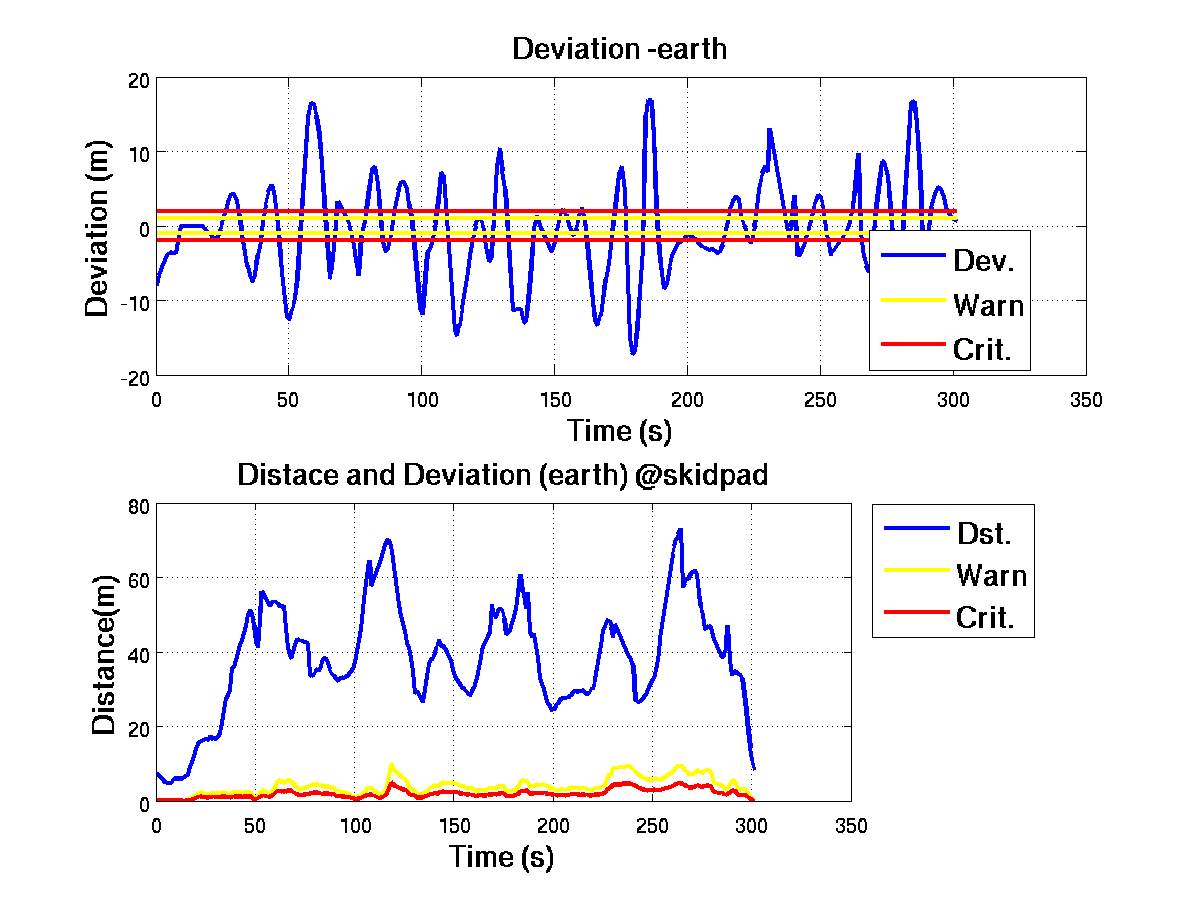 Deviation -earth
Deviation (m)
20
10
0
-10
-20
0 50 100 150 200 250 300 350
Time (s)
Dev.
Warn
Crit.
Distace and Deviation (earth) @skidpad
Distance(m)
80
60
40
20
0
0 50 100 150 200 250 300 350
Time (s)
Dst.
Warn
Crit.